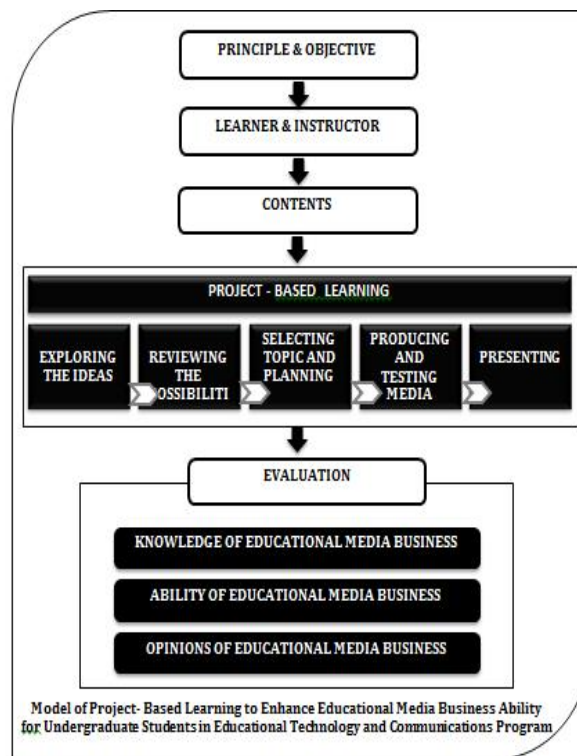 PRINCIPLE & OBJECTIVE
LEARNER & INSTRUCTOR
CONTENTS
PROJECT - BASED LEARNING
EXPLORING
THE IDEAS
REVIEWING
THE
OSSIBILITI
SELECTING
TOPIC AND
PLANNING
PRODUCING
AND
TESTING
MEDIA
PRESENTING
EVALUATION
KNOWLEDGE OF EDUCATIONAL MEDIA BUSINESS
ABILITY OF EDUCATIONAL MEDIA BUSINESS
OPINIONS OF EDUCATIONAL MEDIA BUSINESS
Model of Project- Based Learning to Enhance Educational Media Business Ability
for Undergraduate Students in Educational Technology and Communications Program